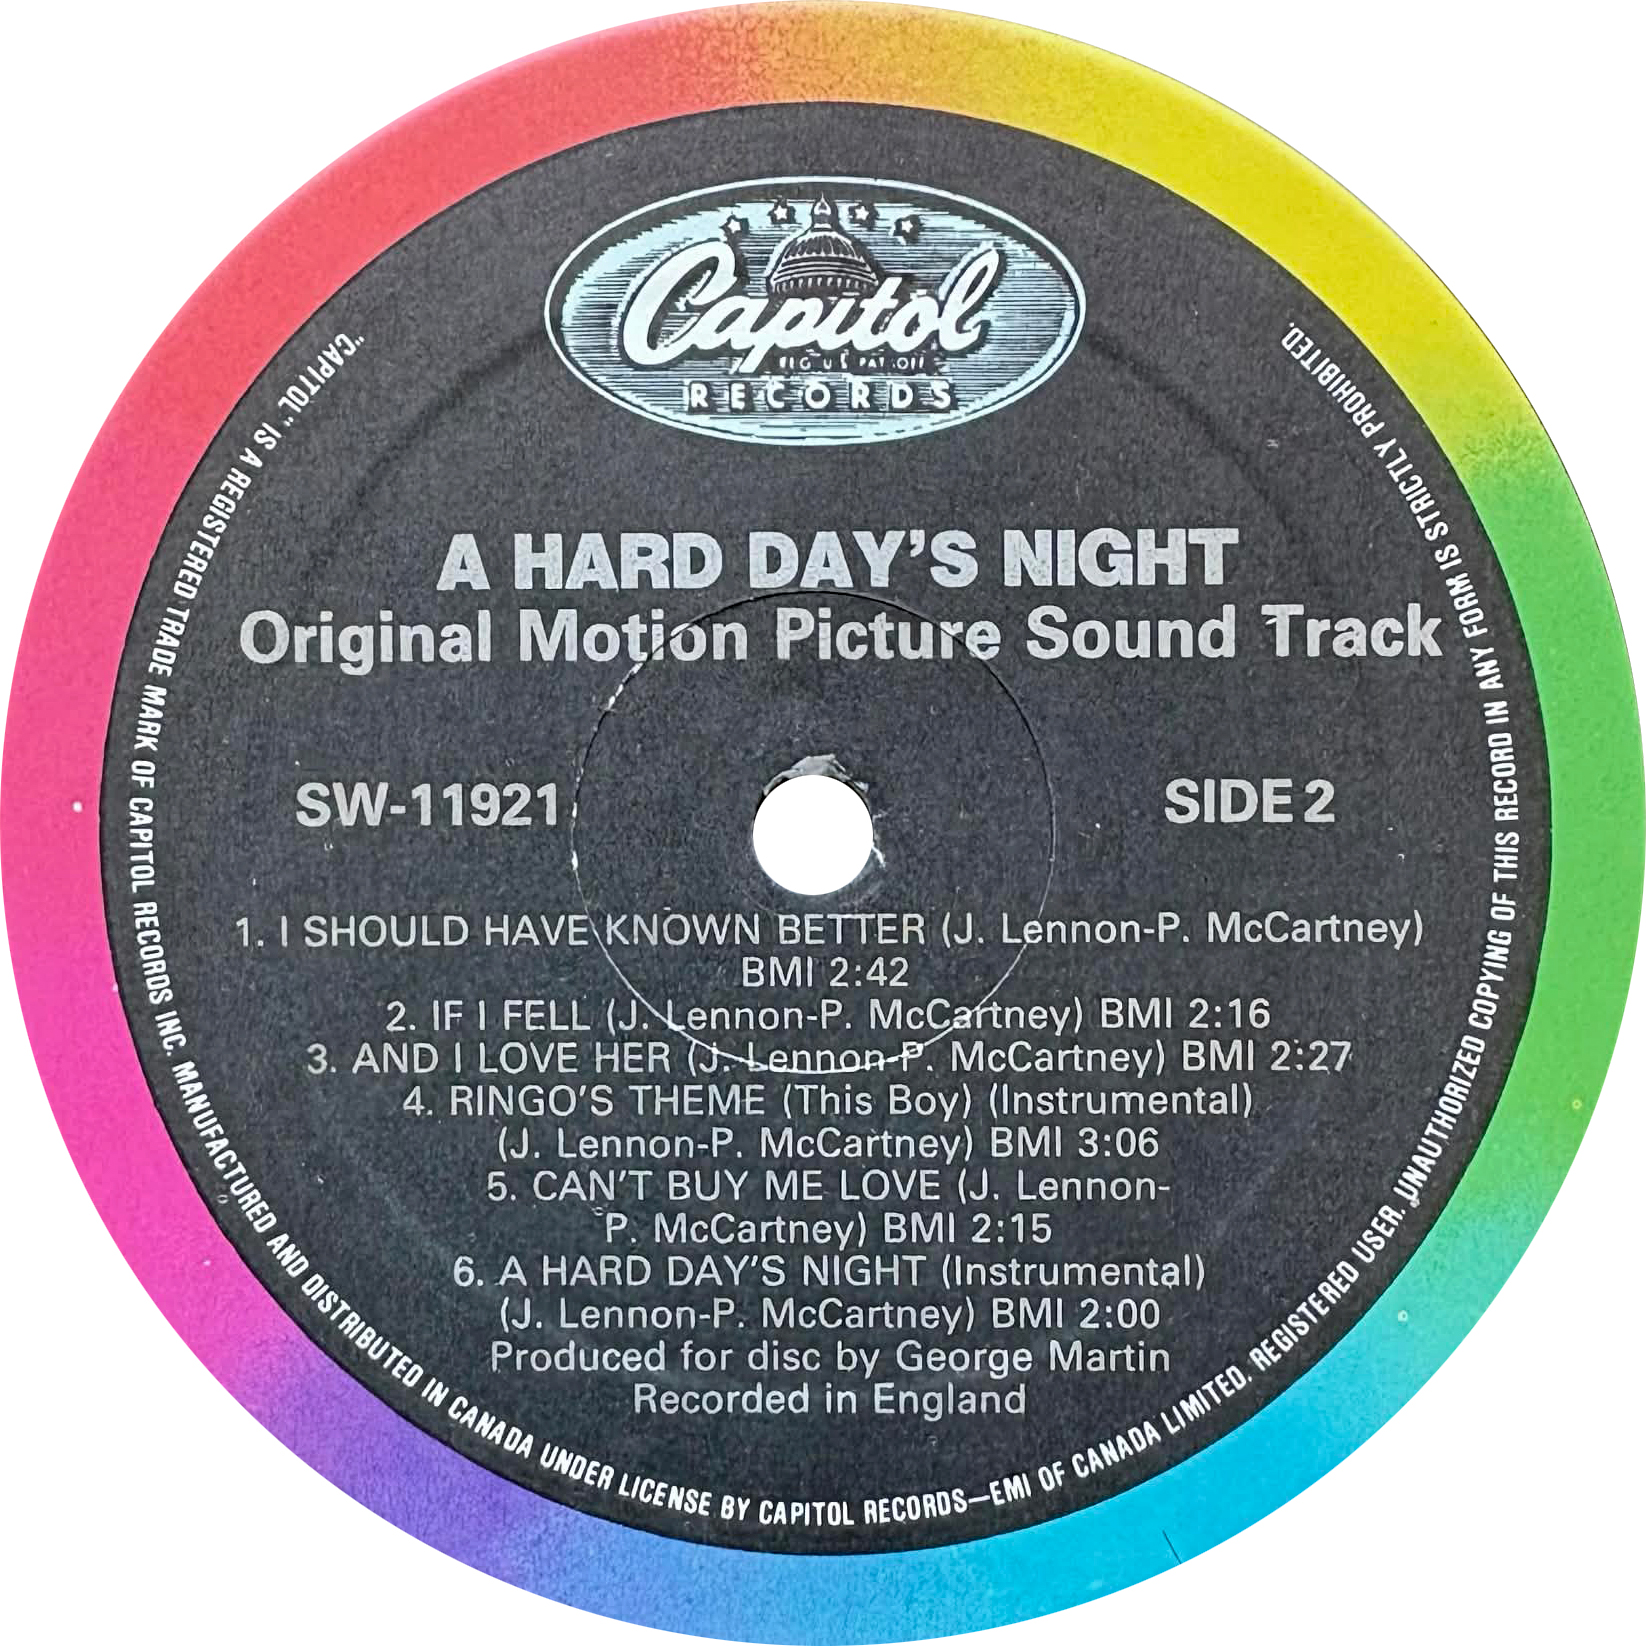 Capitol
REG. U.S. PAT. OFF.
RECORDS
A HARD DAY’S NIGHT
Original Motion Picture Sound Track
SW-11921
SIDE 2
1. I SHOULD HAVE KNOWN BETTER (J. Lennon-P. McCartney)
BMI 2:42
2. IF I FELL (J. Lennon-P. McCartney) BMI 2:16
3. AND I LOVE HER (J. Lennon-P. McCartney) BMI 2:27
4. RINGO’S THEME (This Boy) (Instrumental)
(J. Lennon-P. McCartney) BMI 3:06
5. CAN’T BUY ME LOVE (J. Lennon-
P. McCartney) BMI 2:15
6. A HARD DAY’S NIGHT (Instrumental)
(J. Lennon-P. McCartney) BMI 2:00
Produced for disc by George Martin
Recorded in England
“CAPITOL” IS A REGISTERED TRADE MARK OF CAPITOL RECORDS INC. MANUFACTURED AND DISTRIBUTED IN CANADA UNDER LICENSE BY CAPITOL RECORDS—EMI OF CANADA LIMITED. REGISTERED USER. UNAUTHORIZED COPYING OF THIS RECORD IN ANY FORM IS STRICTLY PROHIBITED.